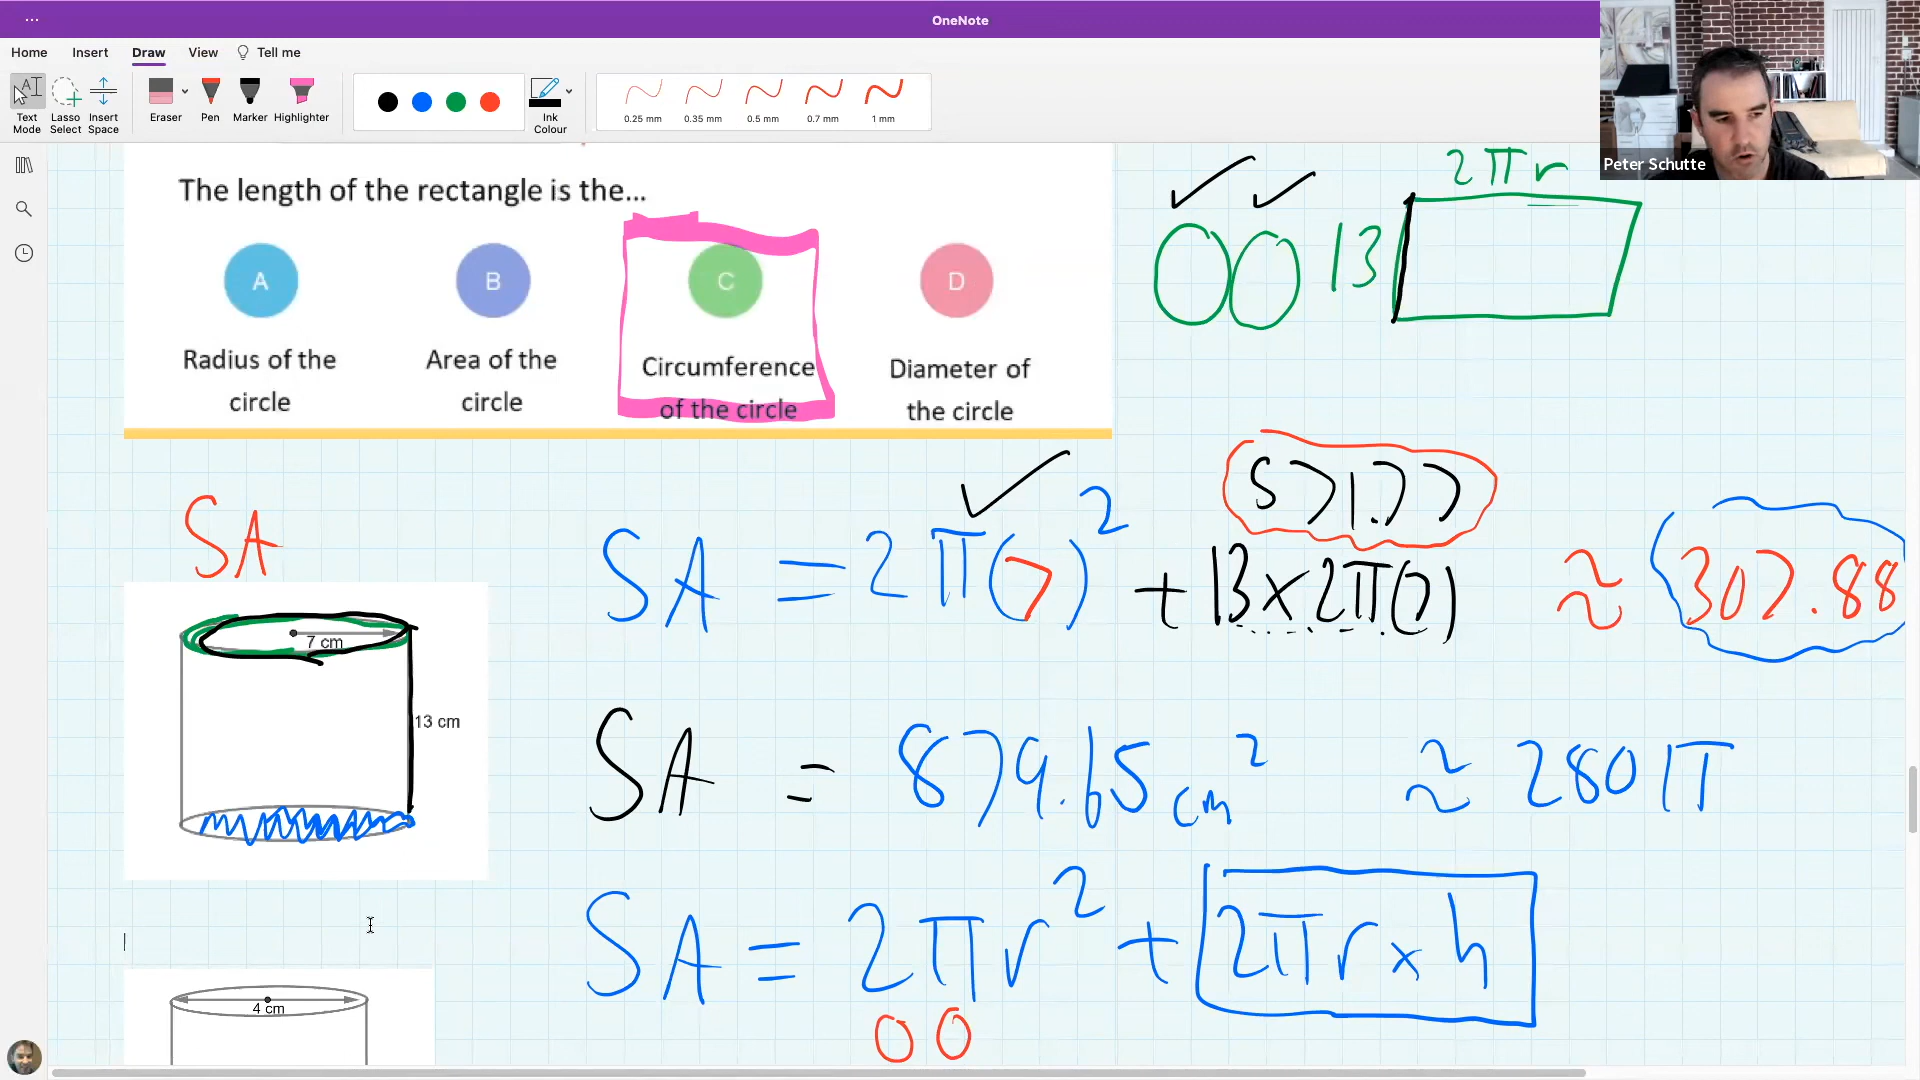 OneNote
Home Insert Draw View Tell me
Text Mode
Lasso Select
Insert Space
Eraser
Pen
Marker
Highlighter
Ink Colour
0.25 mm
0.35 mm
0.5 mm
0.7 mm
1 mm
Peter Schutte
The length of the rectangle is the...
A
Radius of the
circle
B
Area of the
circle
C
Circumference
of the circle
D
Diameter of
the circle
2πr
13
SA
7 cm
13 cm
571.77
SA = 2π(7)² + 13×2π(7) ≈ 307.88
SA = 879.65 cm² ≈ 280π
SA = 2πr² + 2πr×h
4 cm